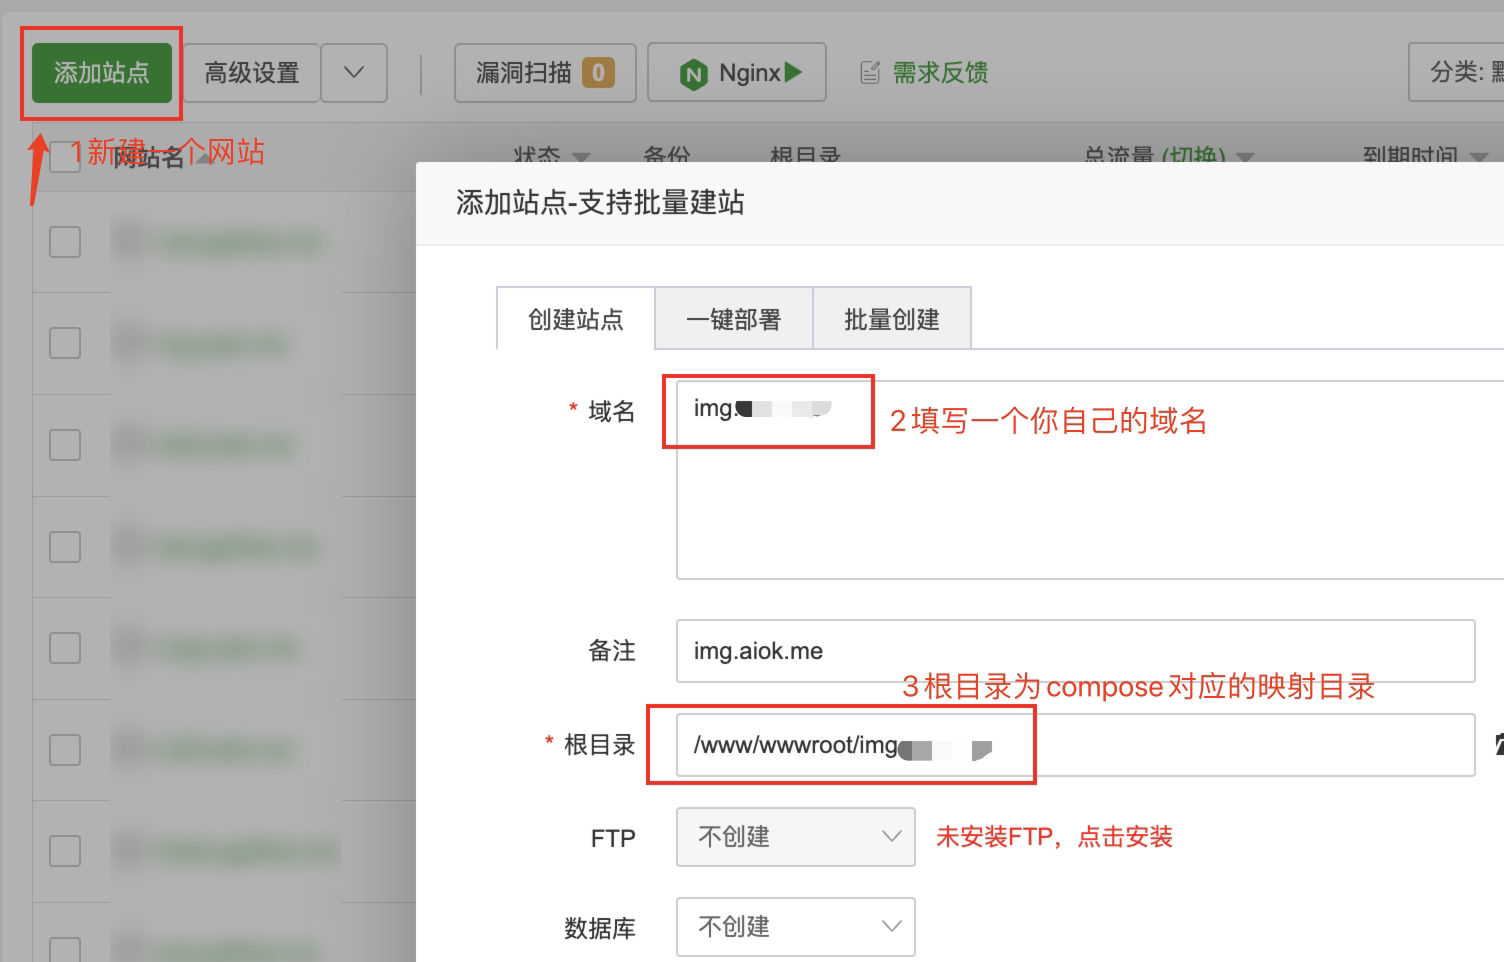 添加站点
高级设置
漏洞扫描 0
Nginx
需求反馈
分类:
1新建一个网站
网站名
状态
备份
根目录
总流量 (切换)
到期时间
添加站点-支持批量建站
创建站点
一键部署
批量创建
* 域名
img.
2填写一个你自己的域名
备注
img.aiok.me
3根目录为compose对应的映射目录
* 根目录
/www/wwwroot/img
FTP
不创建
未安装FTP，点击安装
数据库
不创建